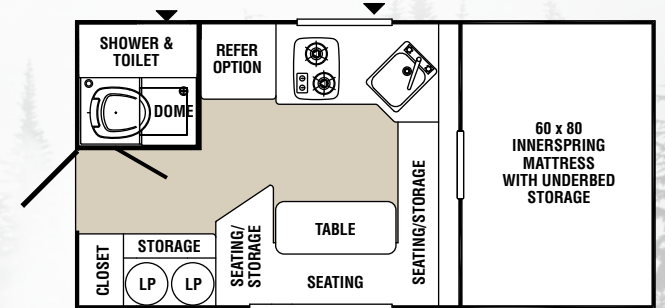 SHOWER &
TOILET
REFER
OPTION
DOME
60 x 80
INNERSPRING
MATTRESS
WITH UNDERBED
STORAGE
SEATING/STORAGE
TABLE
SEATING/
STORAGE
STORAGE
CLOSET
LP
LP
SEATING